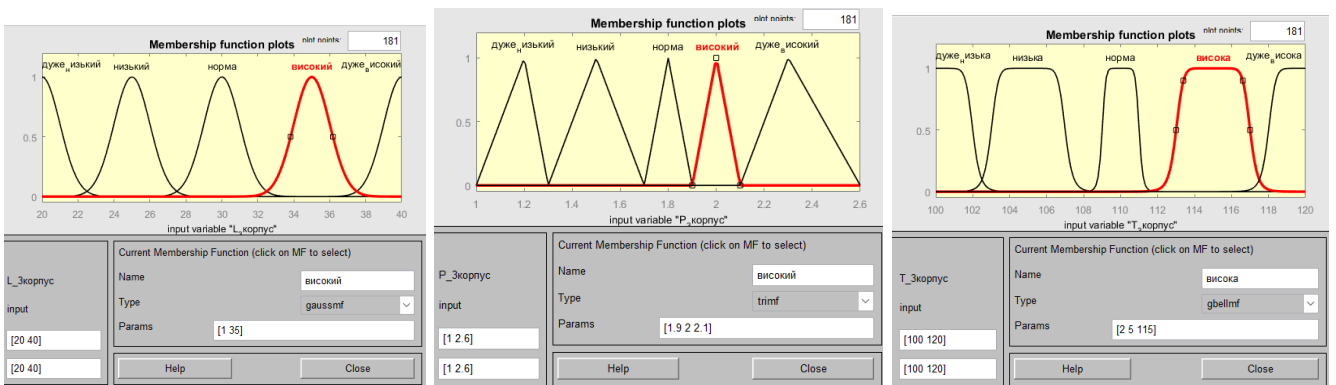 Membership function plots
plot points:
181
дуже_низький
низький
норма
високий
дуже_високий
1
0.5
0
20 22 24 26 28 30 32 34 36 38 40
input variable "L_3корпус"
L_3корпус
input
[20 40]
[20 40]
Current Membership Function (click on MF to select)
Name
високий
Type
gaussmf
Params
[1 35]
Help
Close
Membership function plots
plot points:
181
дуже_низький
низький
норма
високий
дуже_високий
1
0.5
0
1 1.2 1.4 1.6 1.8 2 2.2 2.4 2.6
input variable "P_3корпус"
P_3корпус
input
[1 2.6]
[1 2.6]
Current Membership Function (click on MF to select)
Name
високий
Type
trimf
Params
[1.9 2 2.1]
Help
Close
Membership function plots
plot points:
181
дуже_низька
низька
норма
висока
дуже_висока
1
0.5
0
100 102 104 106 108 110 112 114 116 118 120
input variable "T_3корпус"
T_3корпус
input
[100 120]
[100 120]
Current Membership Function (click on MF to select)
Name
висока
Type
gbellmf
Params
[2 5 115]
Help
Close